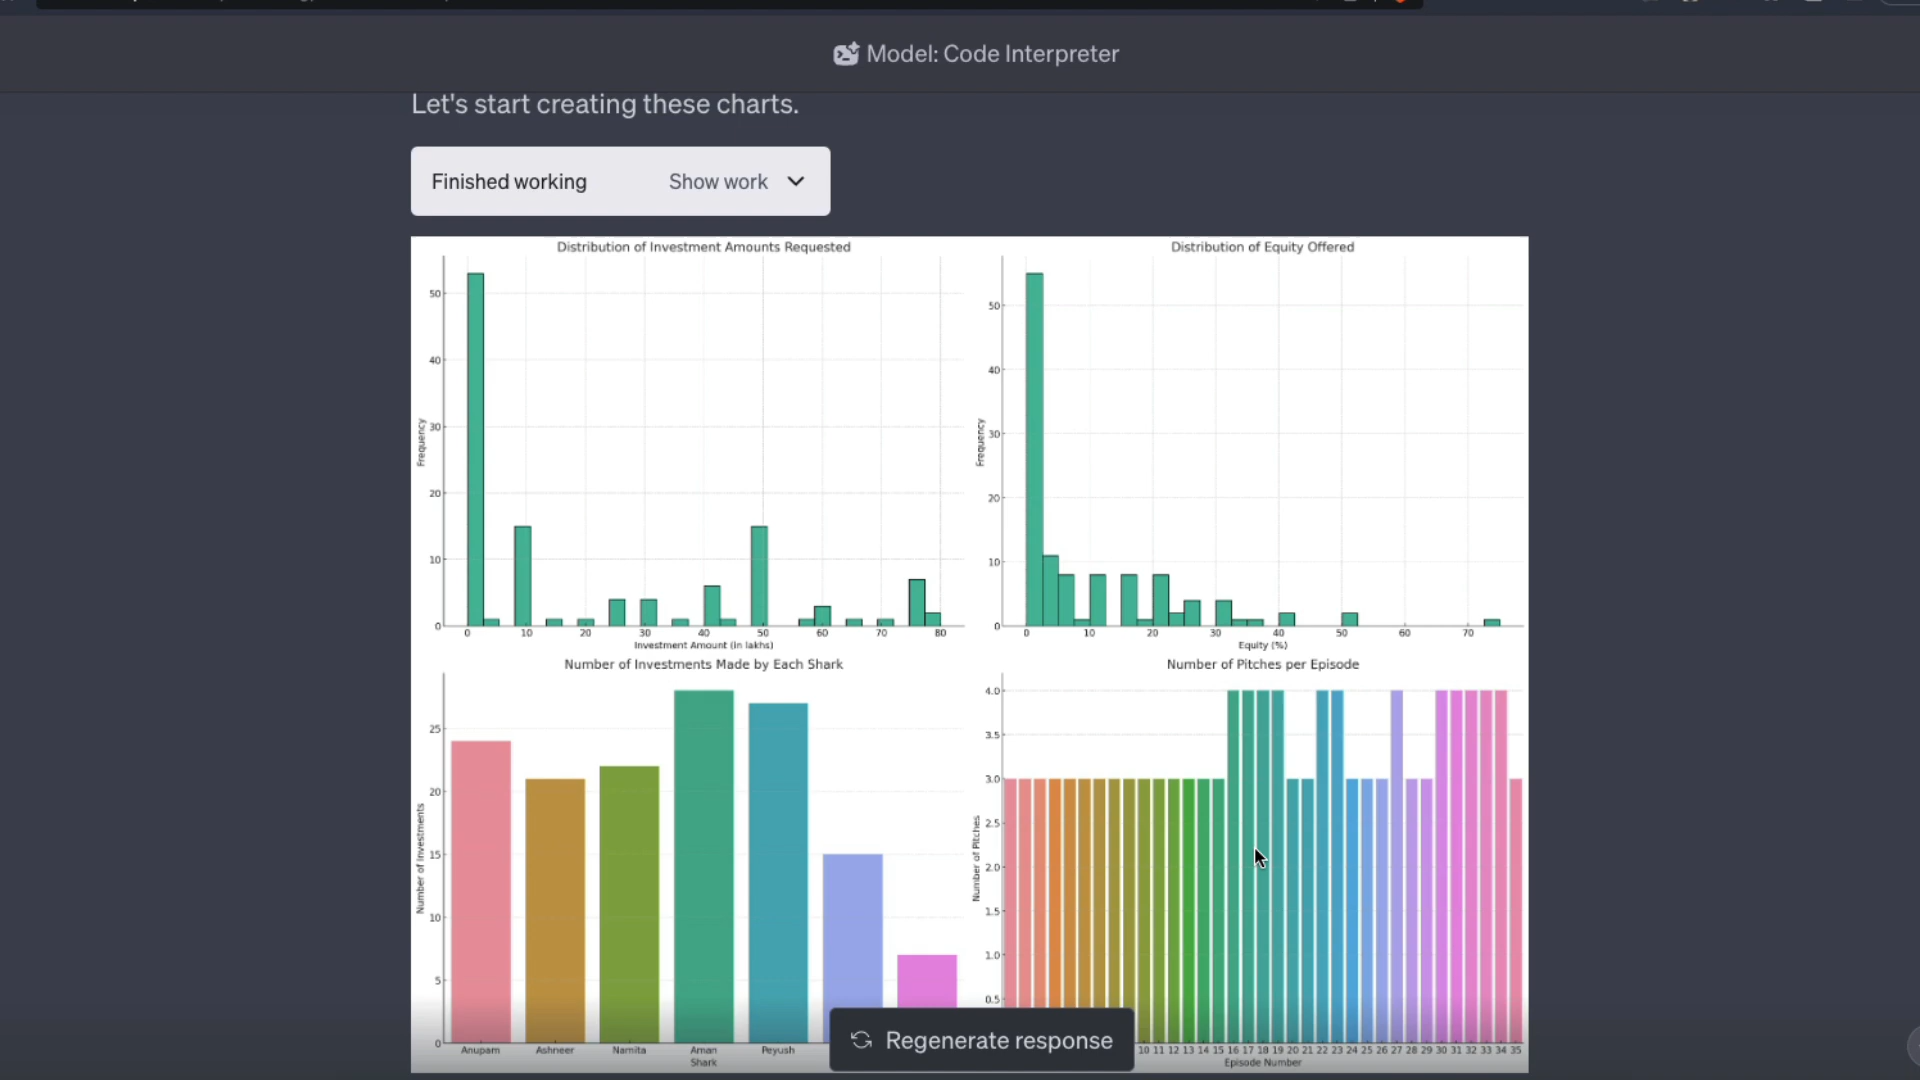 Model: Code Interpreter
Let's start creating these charts.
Finished working Show work
Distribution of Investment Amounts Requested
50
40
30
20
10
0
Frequency
0 10 20 30 40 50 60 70 80
Investment Amount (in lakhs)
Distribution of Equity Offered
50
40
30
20
10
0
Frequency
0 10 20 30 40 50 60 70
Equity (%)
Number of Investments Made by Each Shark
25
20
15
10
5
0
Number of Investments
Anupam Ashneer Namita Aman Peyush
Shark
Number of Pitches per Episode
4.0
3.5
3.0
2.5
2.0
1.5
1.0
0.5
Number of Pitches
10 11 12 13 14 15 16 17 18 19 20 21 22 23 24 25 26 27 28 29 30 31 32 33 34 35
Episode Number
Regenerate response